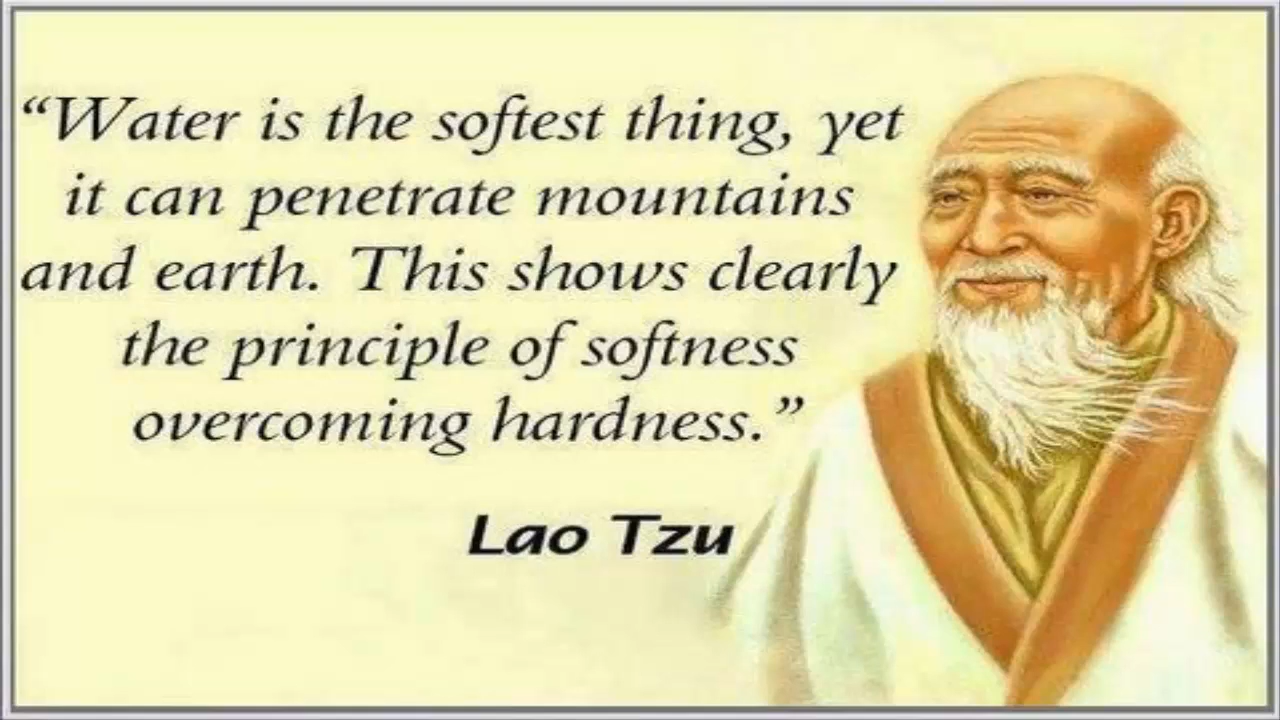 “Water is the softest thing, yet
it can penetrate mountains
and earth. This shows clearly
the principle of softness
overcoming hardness.”
Lao Tzu